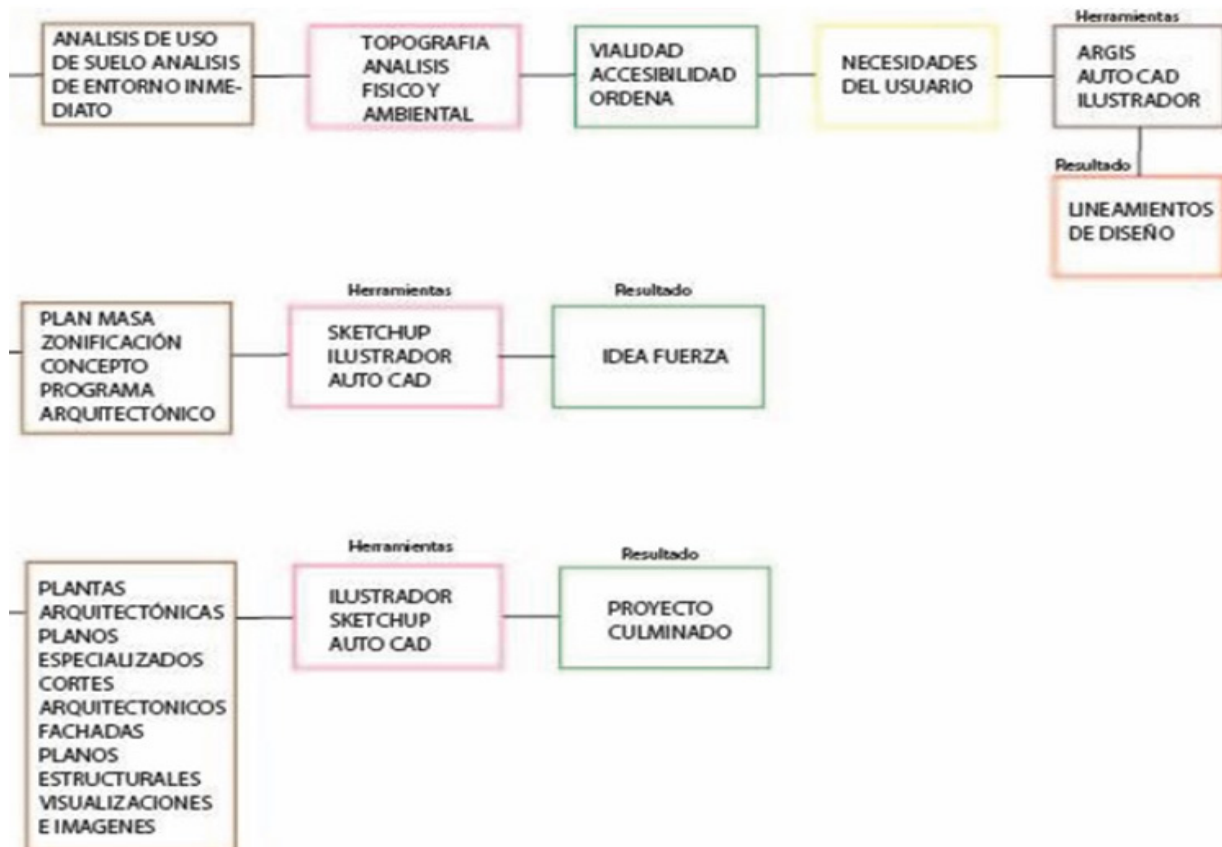 ANALISIS DE USO
DE SUELO ANALISIS
DE ENTORNO INME-
DIATO
TOPOGRAFIA
ANALISIS
FISICO Y
AMBIENTAL
VIALIDAD
ACCESIBILIDAD
ORDENA
NECESIDADES
DEL USUARIO
Herramientas
ARGIS
AUTO CAD
ILUSTRADOR
Resultado
LINEAMIENTOS
DE DISEÑO
PLAN MASA
ZONIFICACIÓN
CONCEPTO
PROGRAMA
ARQUITECTÓNICO
Herramientas
SKETCHUP
ILUSTRADOR
AUTO CAD
Resultado
IDEA FUERZA
PLANTAS
ARQUITECTÓNICAS
PLANOS
ESPECIALIZADOS
CORTES
ARQUITECTONICOS
FACHADAS
PLANOS
ESTRUCTURALES
VISUALIZACIONES
E IMAGENES
Herramientas
ILUSTRADOR
SKETCHUP
AUTO CAD
Resultado
PROYECTO
CULMINADO